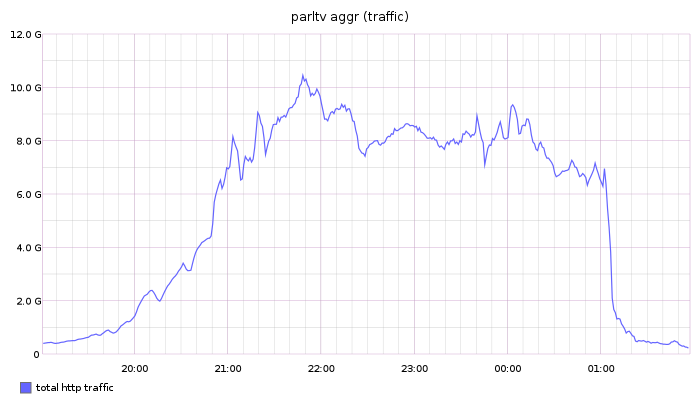 parltv aggr (traffic)
12.0 G
10.0 G
8.0 G
6.0 G
4.0 G
2.0 G
0
20:00 21:00 22:00 23:00 00:00 01:00
total http traffic